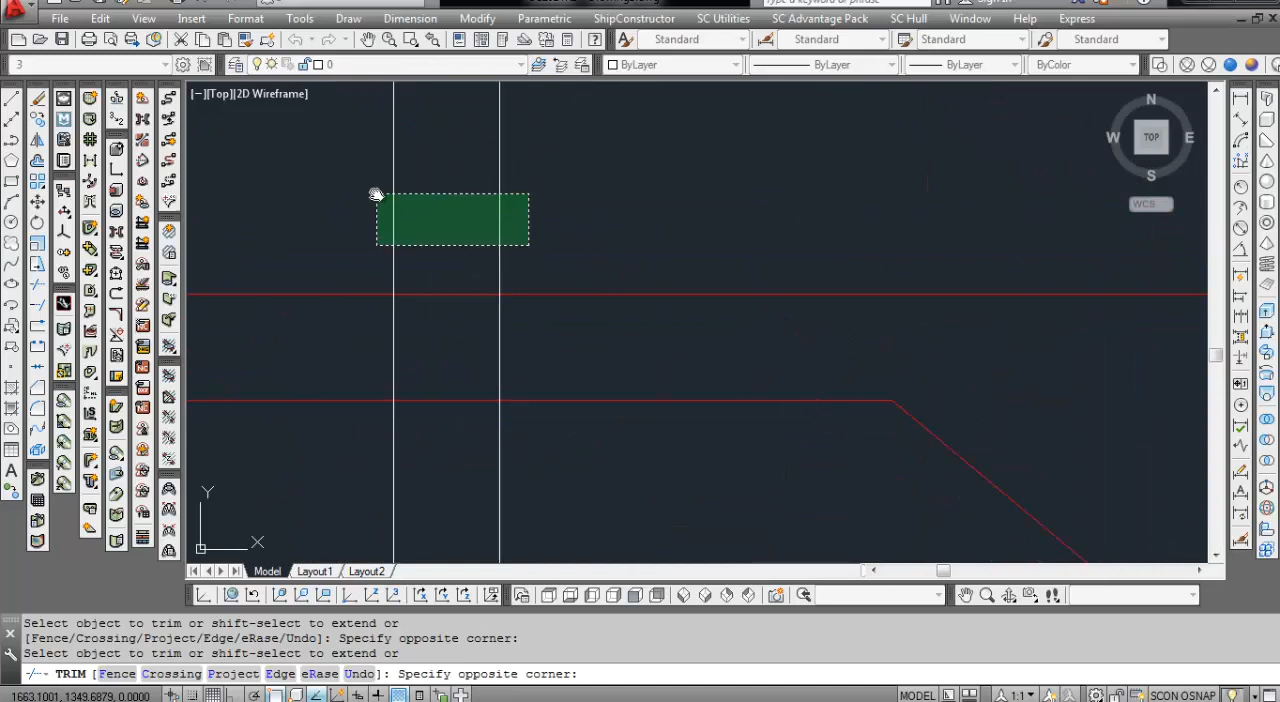 File Edit View Insert Format Tools Draw Dimension Modify Parametric ShipConstructor SC Utilities SC Advantage Pack SC Hull Window Help Express
Standard Standard Standard Standard
3 0 ByLayer ByLayer ByLayer ByColor
[−][Top][2D Wireframe]
N
W TOP E
S
WCS
Y
X
Model Layout1 Layout2
Select object to trim or shift-select to extend or
[Fence/Crossing/Project/Edge/eRase/Undo]: Specify opposite corner:
Select object to trim or shift-select to extend or
TRIM [Fence Crossing Project Edge eRase Undo]: Specify opposite corner:
1663.1001, 1349.6879, 0.0000 MODEL 1:1 SCON OSNAP